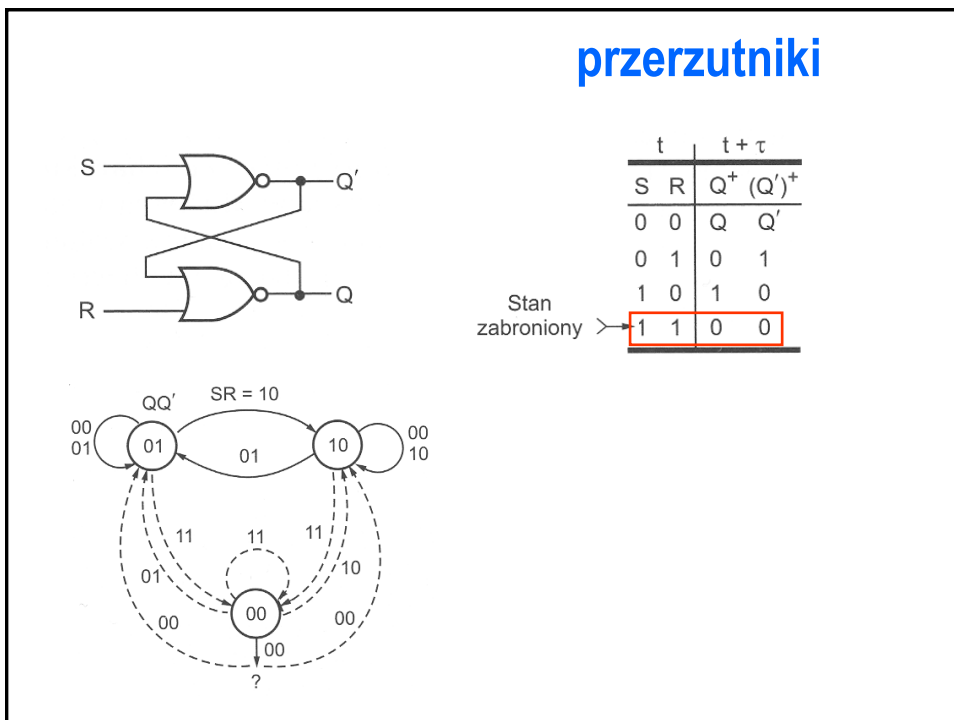 przerzutniki
S
Q′
R
Q
t t + τ
S R Q⁺ (Q′)⁺
0 0 Q Q′
0 1 0 1
1 0 1 0
1 1 0 0
Stan
zabroniony
QQ′
SR = 10
00
01
01
01
10
00
10
11
11
11
01
10
00
00
00
00
?